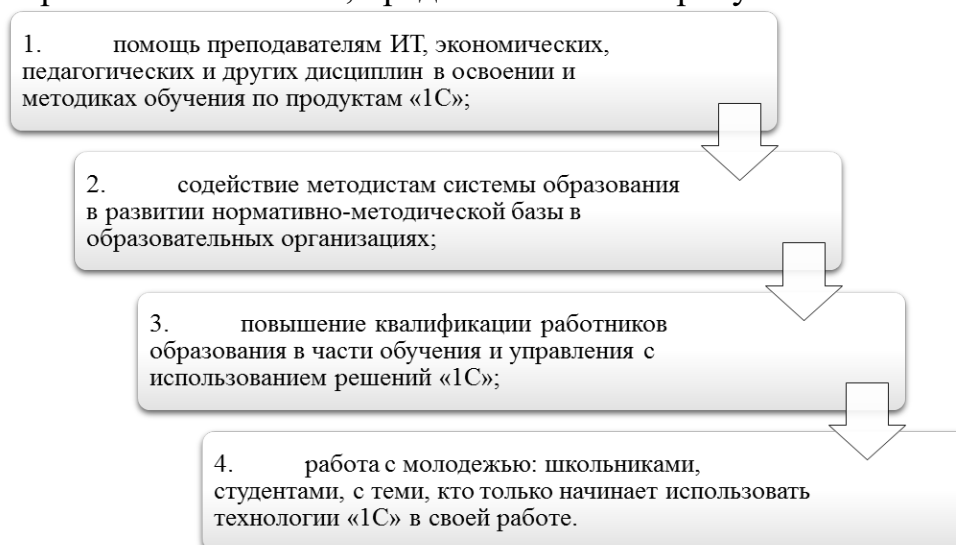 1. помощь преподавателям ИТ, экономических,
педагогических и других дисциплин в освоении и
методиках обучения по продуктам «1С»;
2. содействие методистам системы образования
в развитии нормативно-методической базы в
образовательных организациях;
3. повышение квалификации работников
образования в части обучения и управления с
использованием решений «1С»;
4. работа с молодежью: школьниками,
студентами, с теми, кто только начинает использовать
технологии «1С» в своей работе.